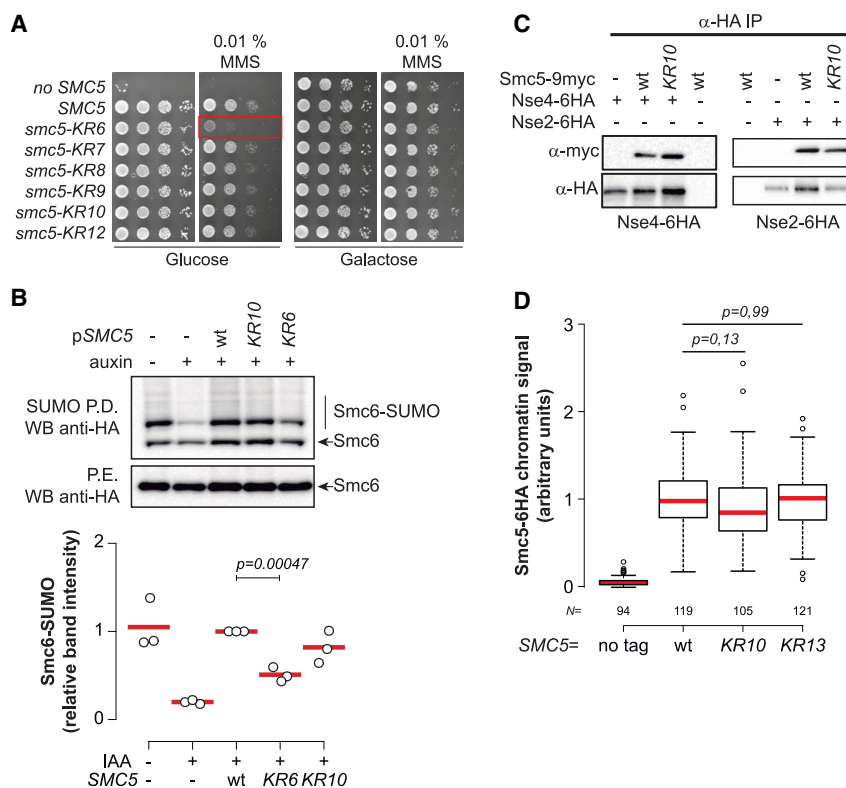 A
0.01 %
MMS
0.01 %
MMS
no SMC5
SMC5
smc5-KR6
smc5-KR7
smc5-KR8
smc5-KR9
smc5-KR10
smc5-KR12
Glucose
Galactose
B
pSMC5 - - wt KR10 KR6
auxin - + + + +
SUMO P.D.
WB anti-HA
Smc6-SUMO
Smc6
P.E.
WB anti-HA
Smc6
Smc6-SUMO
(relative band intensity)
2
1
0
p=0.00047
IAA - + + + +
SMC5 - - wt KR6 KR10
C
α-HA IP
Smc5-9myc - wt KR10 wt wt - wt KR10
Nse4-6HA + + + -
Nse2-6HA - + + +
α-myc
α-HA
Nse4-6HA
Nse2-6HA
D
Smc5-6HA chromatin signal
(arbitrary units)
3
2
1
0
p=0,99
p=0,13
N= 94 119 105 121
SMC5= no tag wt KR10 KR13